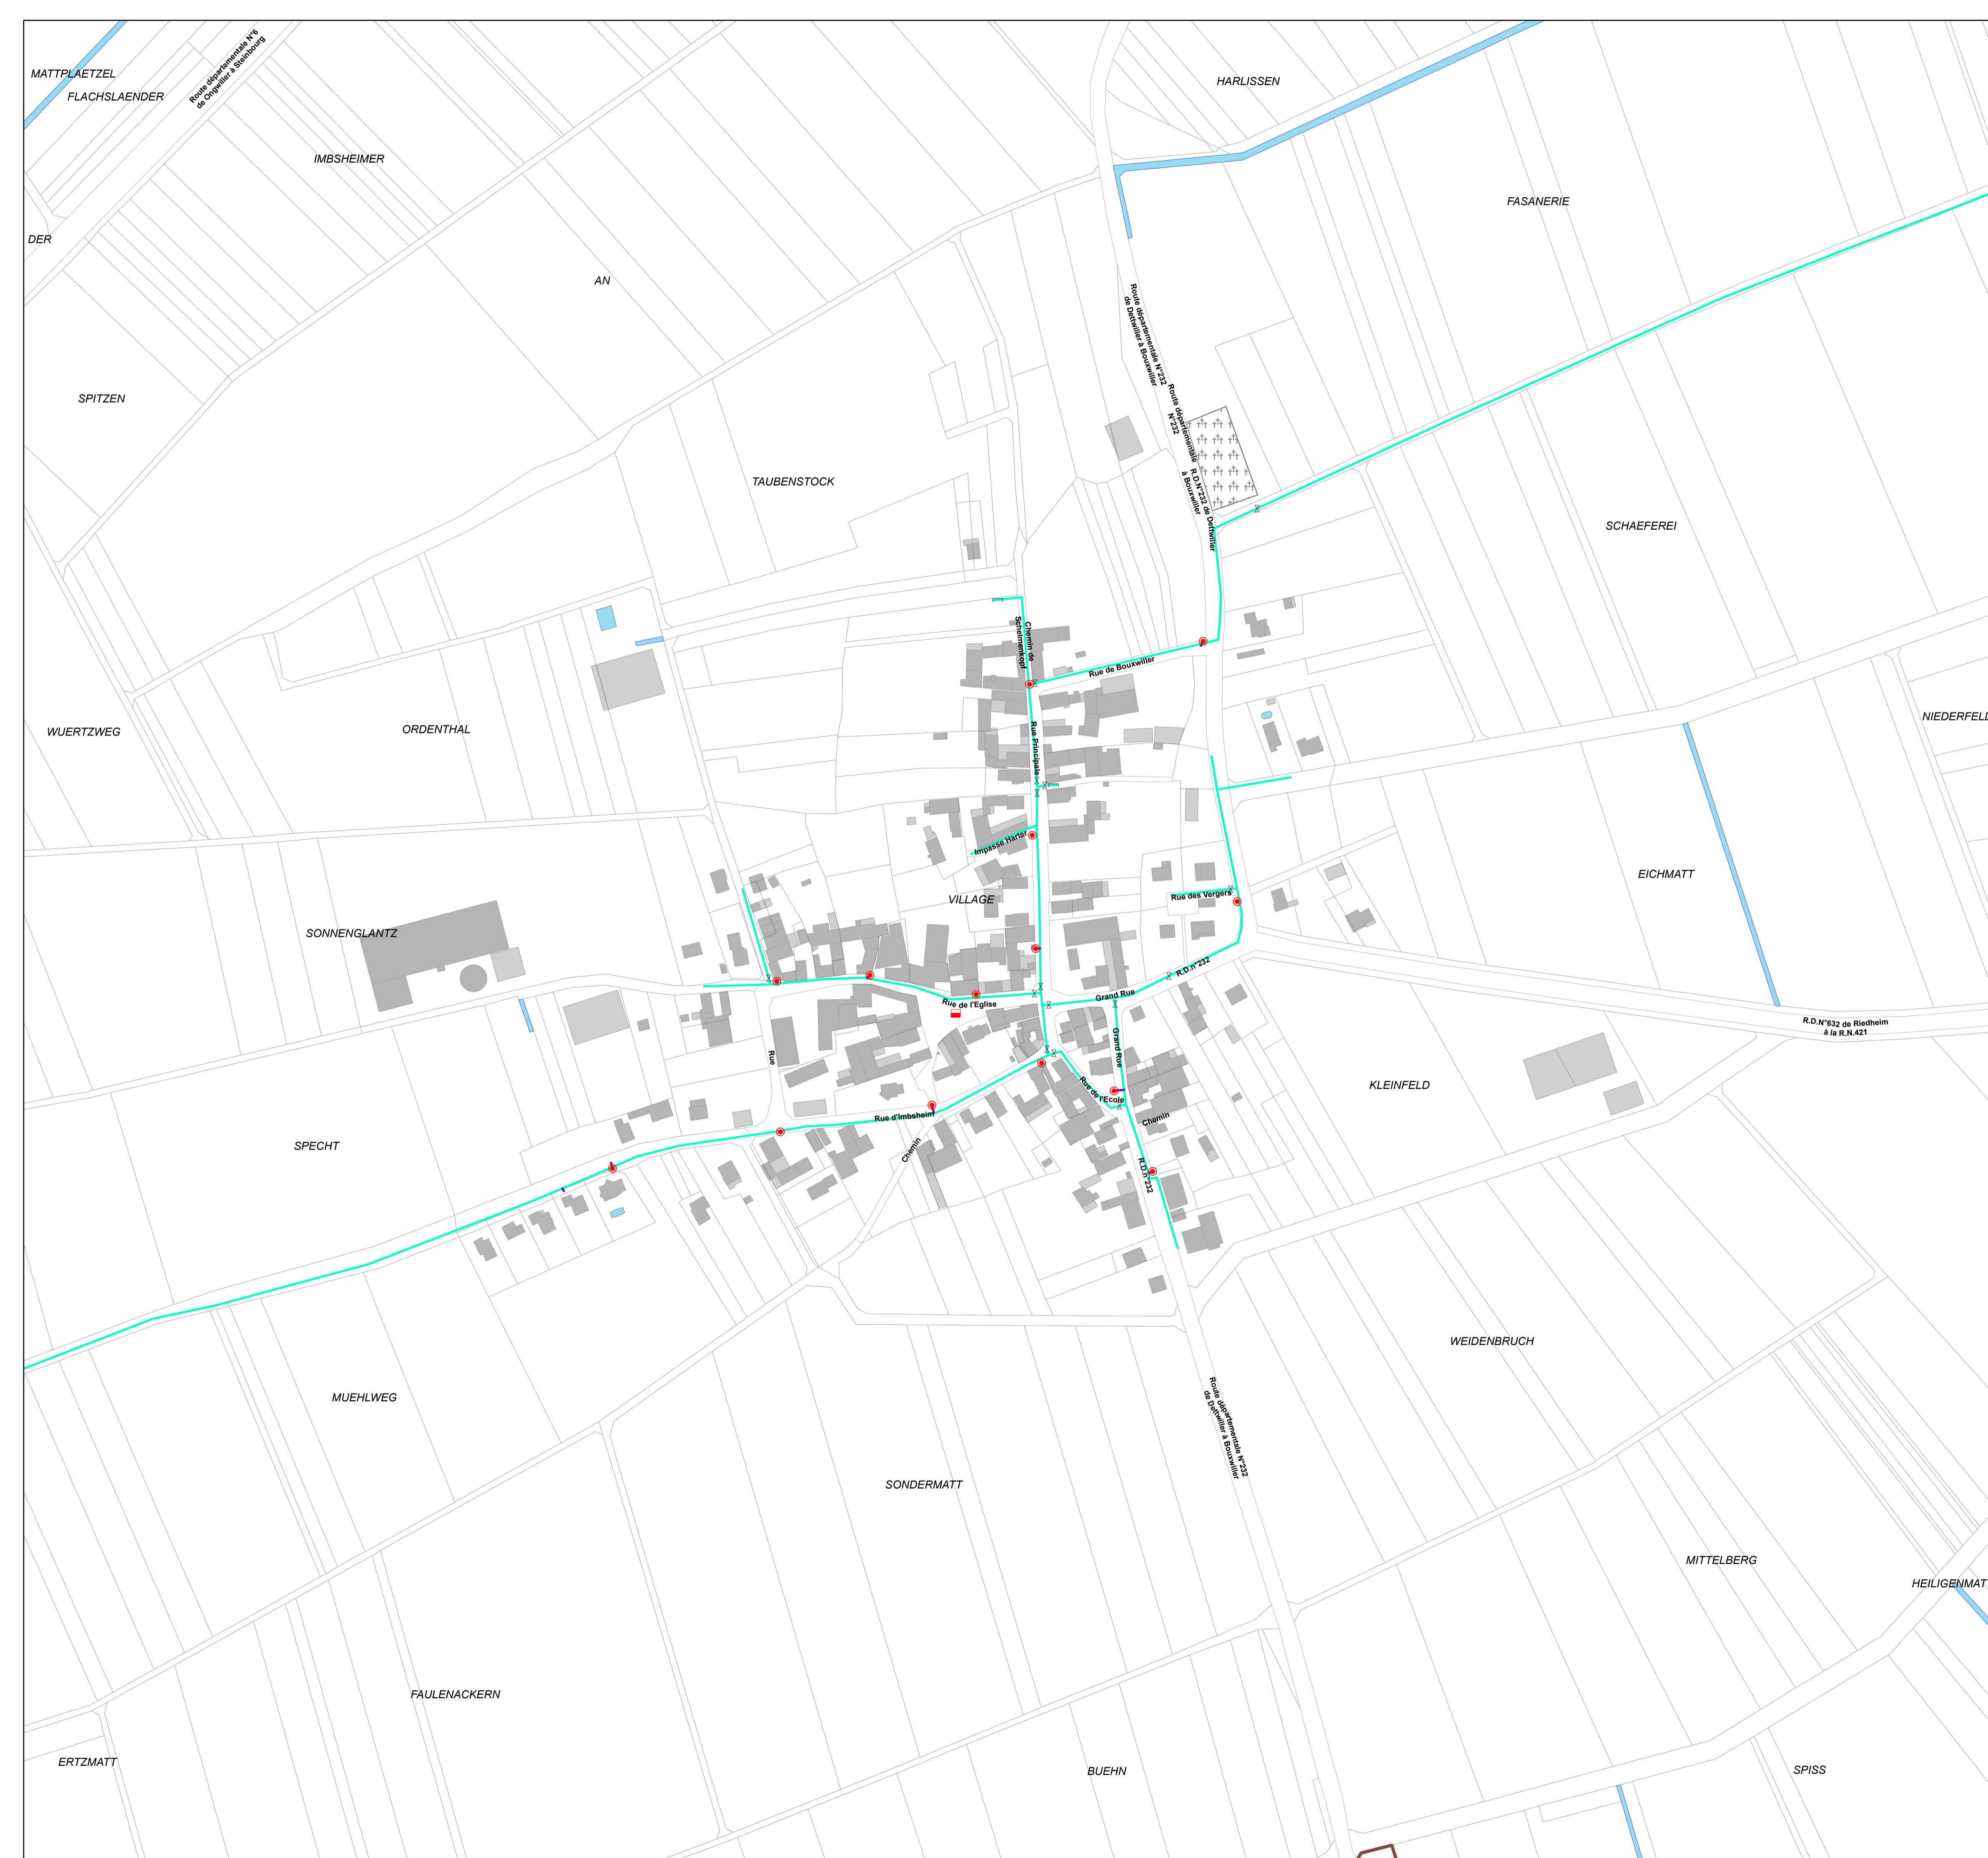 MATTPLAETZEL
FLACHSLAENDER
Route départementale N°6
de Ongwiller à Steinbourg
HARLISSEN
IMBSHEIMER
FASANERIE
DER
AN
Route départementale N°232
de Dettwiller à Bouxwiller
SPITZEN
Route départementale
N°232
TAUBENSTOCK
R.D.N°232 de Dettwiller
à Bouxwiller
SCHAEFEREI
Chemin de
Schelmenkopf
Rue de Bouxwiller
WUERTZWEG
ORDENTHAL
Rue Principale
NIEDERFELD
Impasse Harter
EICHMATT
VILLAGE
Rue des Vergers
SONNENGLANTZ
R.D.n°232
Grand Rue
Rue de l'Eglise
R.D.N°632 de Riedheim
à la R.N.421
Rue
Grand Rue
KLEINFELD
Rue de
l'Ecole
Rue d'Imbsheim
Chemin
SPECHT
Chemin
R.D.n°232
WEIDENBRUCH
MUEHLWEG
Route départementale N°232
de Dettwiller à Bouxwiller
SONDERMATT
MITTELBERG
HEILIGENMAT
FAULENACKERN
ERTZMATT
BUEHN
SPISS